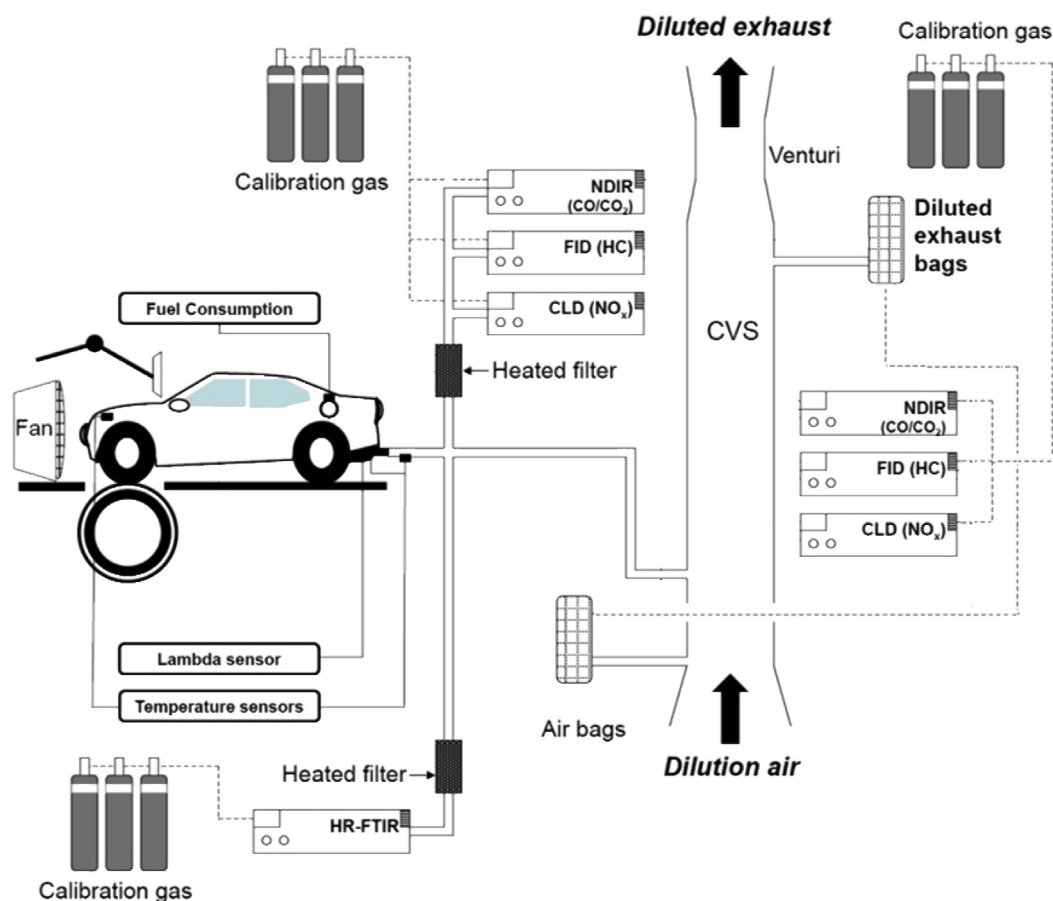 Diluted exhaust
Calibration gas
Calibration gas
Venturi
NDIR
(CO/CO₂)
FID (HC)
CLD (NOₓ)
Diluted
exhaust
bags
Fuel Consumption
CVS
Heated filter
Fan
NDIR
(CO/CO₂)
FID (HC)
CLD (NOₓ)
Lambda sensor
Temperature sensors
Air bags
Dilution air
Heated filter
HR-FTIR
Calibration gas